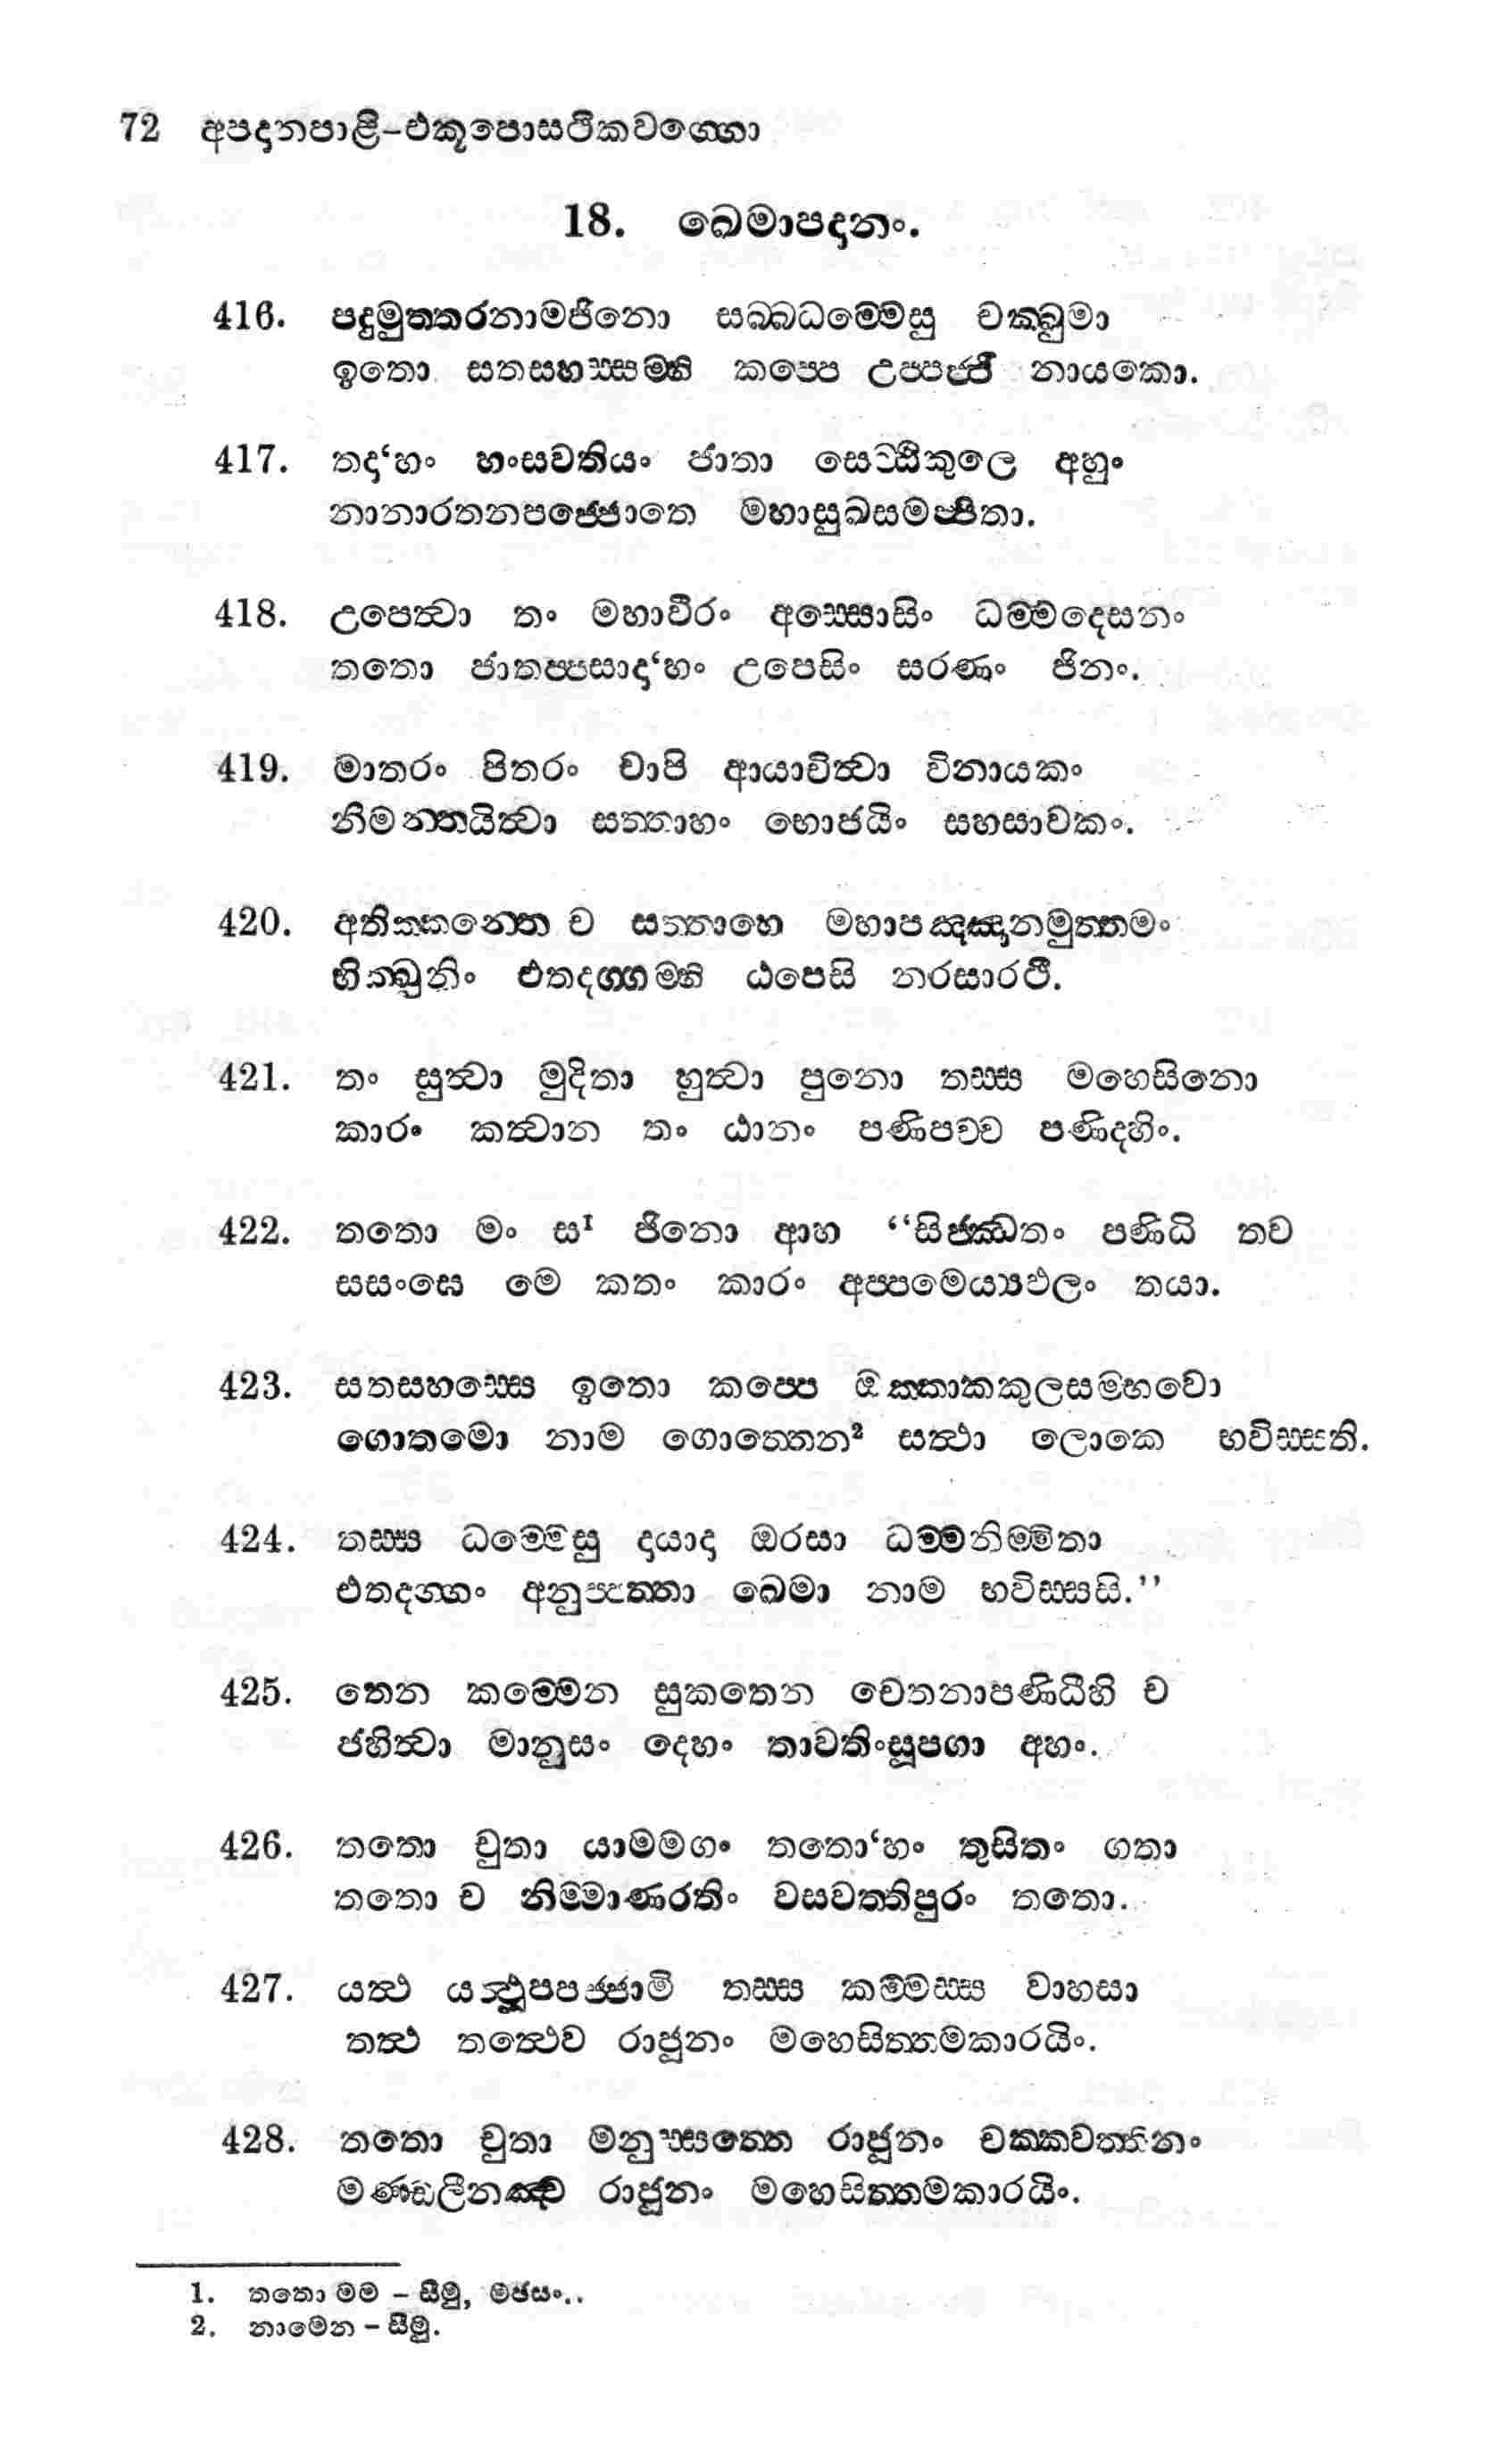 72 අපදානපාළි-එකූපොසථිකවග්ගො
18. ඛෙමාපදානං.
416. පදුමුත්තරනාමජිනො සබ්බධම්මෙසු චක්ඛුමා
ඉතො සතසහස්සම්හි කප්පෙ උප්පජ්ජි නායකො.
417. තදා‘හං හංසවතියං ජාතා සෙට්ඨිකුලෙ අහුං
නානාරතනපජ්ජොතෙ මහාසුඛසමප්පිතා.
418. උපෙත්වා තං මහාවීරං අස්සොසිං ධම්මදෙසනං
තතො ජාතප්පසාදා‘හං උපෙසිං සරණං ජිනං.
419. මාතරං පිතරං චාපි ආයාචිත්වා විනායකං
නිමන්තයිත්වා සත්තාහං භොජයිං සහසාවකං.
420. අතික්කන්තෙ ච සත්තාහෙ මහාපඤ්ඤානමුත්තමං
භික්ඛුනිං එතදග්ගම්හි ඨපෙසි නරසාරථී.
421. තං සුත්වා මුදිතා හුත්වා පුනො තස්ස මහෙසිනො
කාරං කත්වාන තං ඨානං පණිපච්ච පණිදහිං.
422. තතො මං ස¹ ජිනො ආහ “සිජ්ඣතං පණිධි තව
සසංඝෙ මෙ කතං කාරං අප්පමෙය්‍යඵලං තයා.
423. සතසහස්සෙ ඉතො කප්පෙ ඔක්කාකකුලසම්භවො
ගොතමො නාම ගොත්තෙන² සත්ථා ලොකෙ භවිස්සති.
424. තස්ස ධම්මෙසු දායාදා ඔරසා ධම්මනිම්මිතා
එතදග්ගං අනුප්පත්තා ඛෙමා නාම භවිස්සසි.”
425. තෙන කම්මෙන සුකතෙන චෙතනාපණිධීහි ච
ජහිත්වා මානුසං දෙහං තාවතිංසූපගා අහං.
426. තතො චුතා යාමමගං තතො‘හං තුසිතං ගතා
තතො ච නිම්මාණරතිං වසවත්තිපුරං තතො.
427. යත්ථ යත්ථූපපජ්ජාමි තස්ස කම්මස්ස වාහසා
තත්ථ තත්ථෙව රාජූනං මහෙසිත්තමකාරයිං.
428. තතො චුතා මනුස්සත්තෙ රාජූනං චක්කවත්තිනං
මණ්ඩලීනඤ්ච රාජූනං මහෙසිත්තමකාරයිං.
1. තතො මම – සීමු, මජසං..
2. නාමෙන – සීමු.